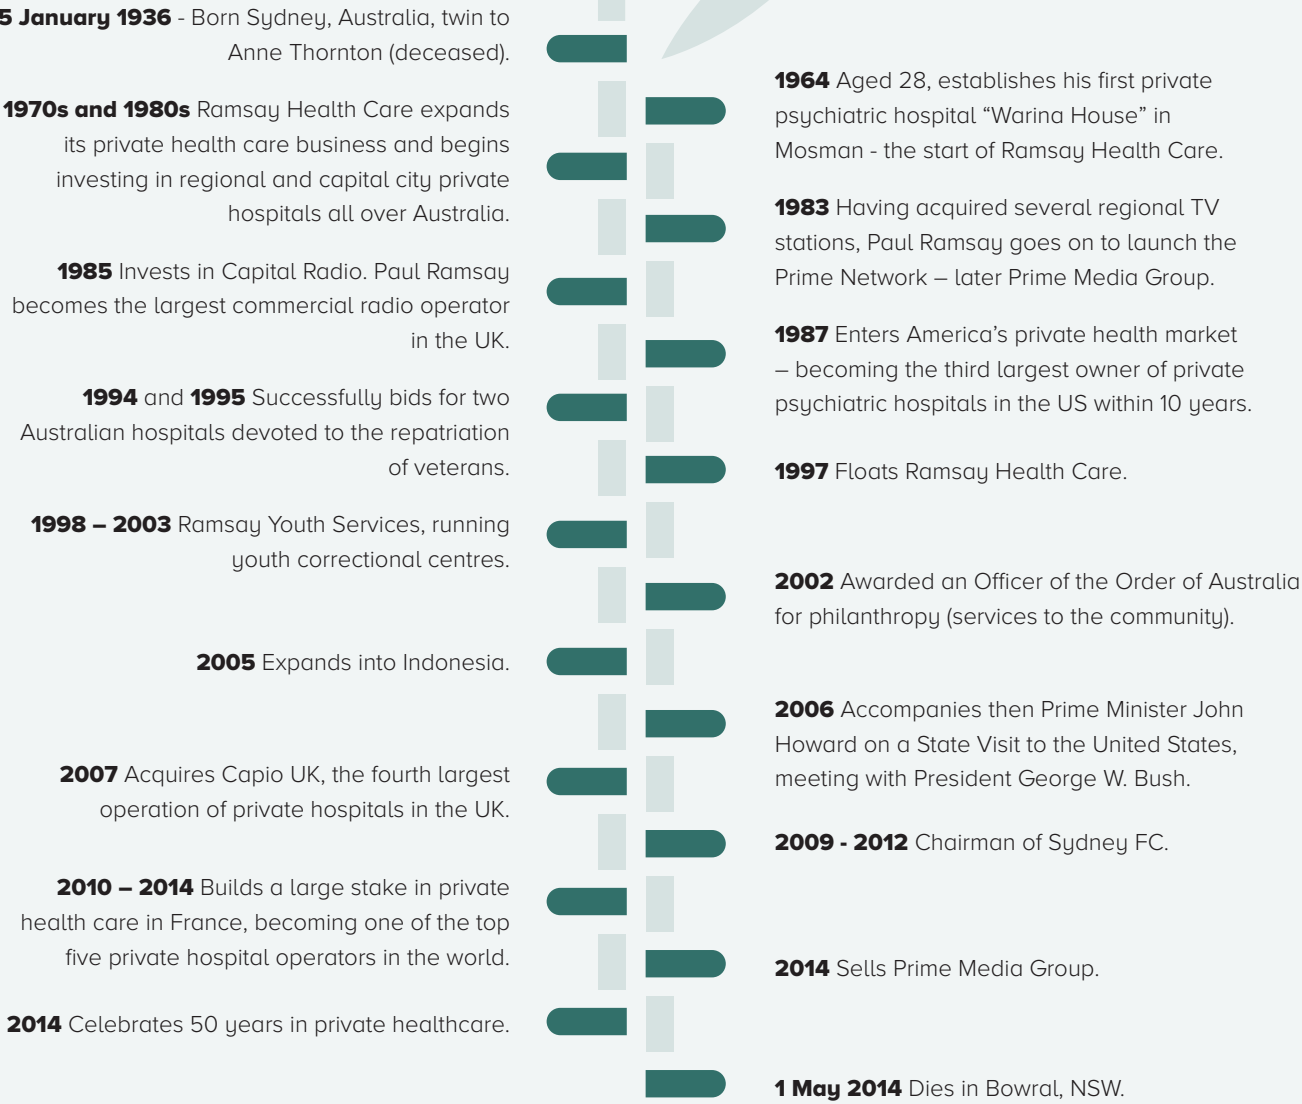 5 January 1936 - Born Sydney, Australia, twin to
Anne Thornton (deceased).
1964 Aged 28, establishes his first private
psychiatric hospital “Warina House” in
Mosman - the start of Ramsay Health Care.
1970s and 1980s Ramsay Health Care expands
its private health care business and begins
investing in regional and capital city private
hospitals all over Australia.
1983 Having acquired several regional TV
stations, Paul Ramsay goes on to launch the
Prime Network – later Prime Media Group.
1985 Invests in Capital Radio. Paul Ramsay
becomes the largest commercial radio operator
in the UK.
1987 Enters America’s private health market
– becoming the third largest owner of private
psychiatric hospitals in the US within 10 years.
1994 and 1995 Successfully bids for two
Australian hospitals devoted to the repatriation
of veterans.
1997 Floats Ramsay Health Care.
1998 – 2003 Ramsay Youth Services, running
youth correctional centres.
2002 Awarded an Officer of the Order of Australia
for philanthropy (services to the community).
2005 Expands into Indonesia.
2006 Accompanies then Prime Minister John
Howard on a State Visit to the United States,
meeting with President George W. Bush.
2007 Acquires Capio UK, the fourth largest
operation of private hospitals in the UK.
2009 - 2012 Chairman of Sydney FC.
2010 – 2014 Builds a large stake in private
health care in France, becoming one of the top
five private hospital operators in the world.
2014 Sells Prime Media Group.
2014 Celebrates 50 years in private healthcare.
1 May 2014 Dies in Bowral, NSW.